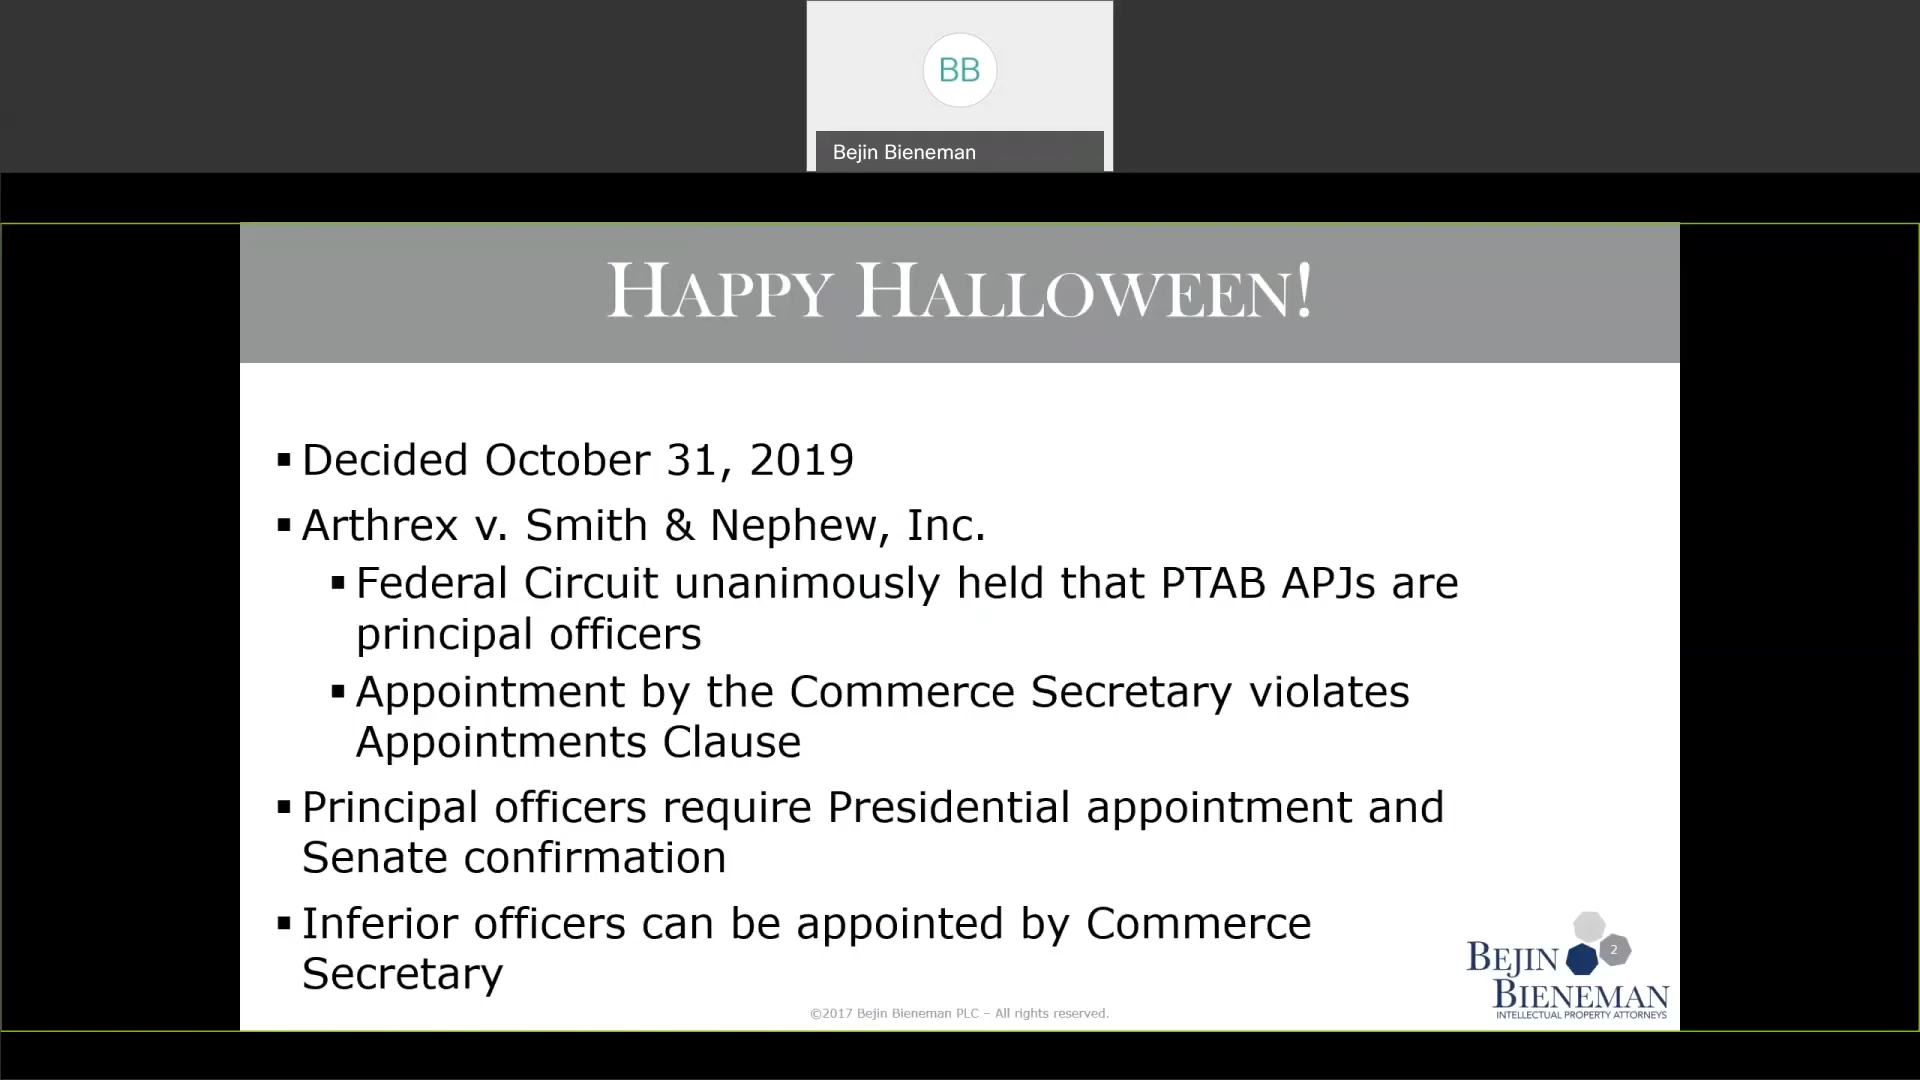 BB
Bejin Bieneman
HAPPY HALLOWEEN!
▪ Decided October 31, 2019
▪ Arthrex v. Smith & Nephew, Inc.
▪ Federal Circuit unanimously held that PTAB APJs are
principal officers
▪ Appointment by the Commerce Secretary violates
Appointments Clause
▪ Principal officers require Presidential appointment and
Senate confirmation
▪ Inferior officers can be appointed by Commerce
Secretary
2
BEJIN
BIENEMAN
INTELLECTUAL PROPERTY ATTORNEYS
©2017 Bejin Bieneman PLC – All rights reserved.